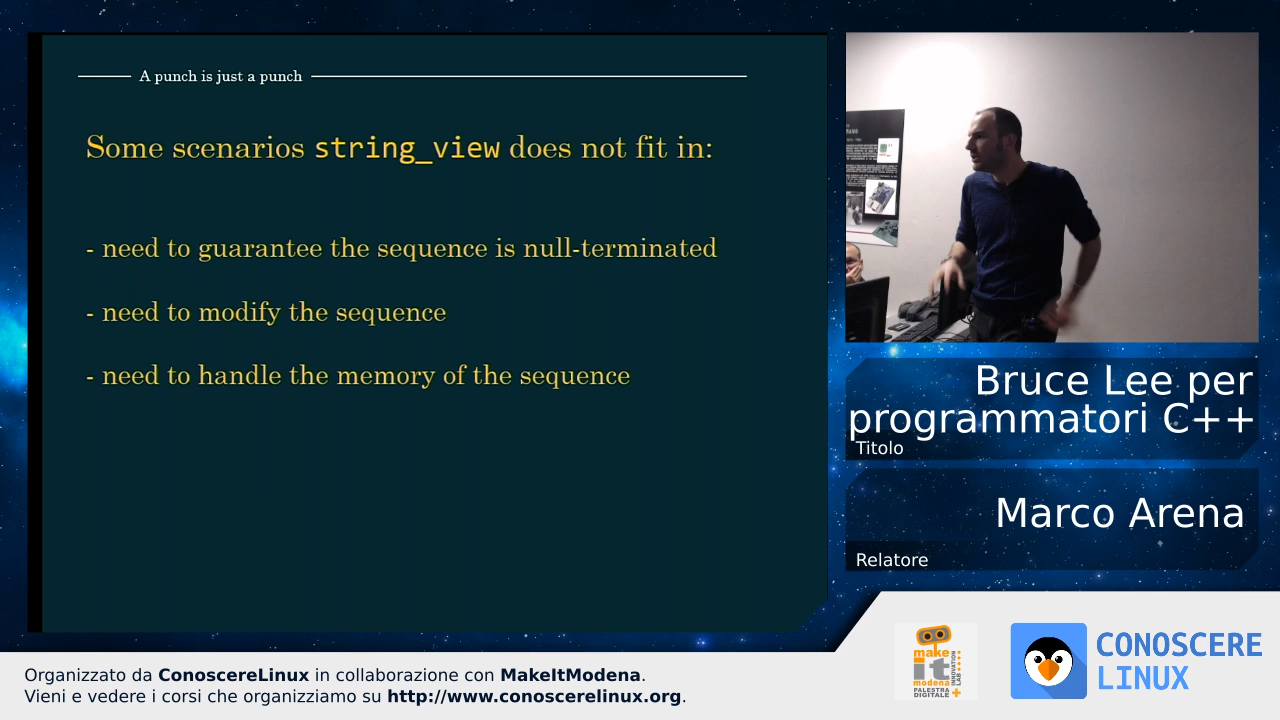 A punch is just a punch
Some scenarios string_view does not fit in:
- need to guarantee the sequence is null-terminated
- need to modify the sequence
- need to handle the memory of the sequence
Bruce Lee per
programmatori C++
Titolo
Marco Arena
Relatore
Organizzato da ConoscereLinux in collaborazione con MakeItModena.
Vieni e vedere i corsi che organizziamo su http://www.conoscerelinux.org.
make
it
modena
PALESTRA
DIGITALE
INNOVATION
LAB
CONOSCERE
LINUX